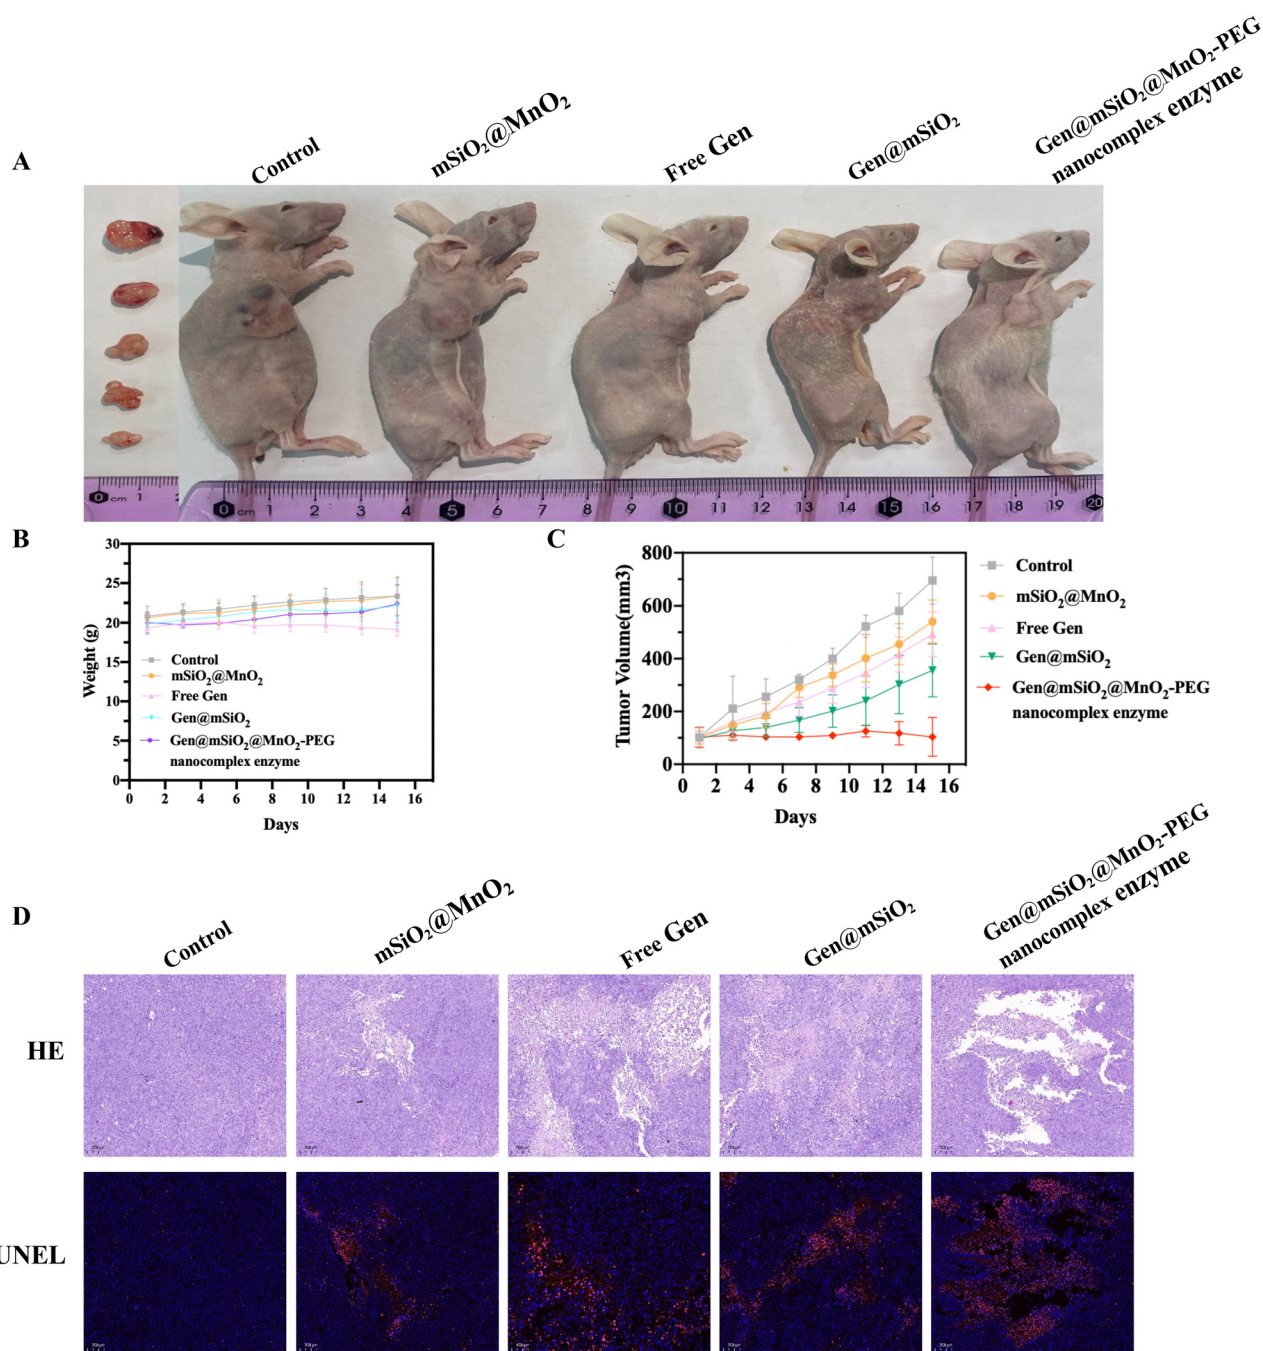 Gen@mSiO₂@MnO₂-PEG
nanocomplex enzyme
Gen@mSiO₂
Free Gen
mSiO₂@MnO₂
Control
A
0 cm 1 2
0 cm 1 2 3 4 5 6 7 8 9 10 11 12 13 14 15 16 17 18 19 20
B
30
25
20
15
10
5
0
Weight (g)
Control
mSiO₂@MnO₂
Free Gen
Gen@mSiO₂
Gen@mSiO₂@MnO₂-PEG
nanocomplex enzyme
0 2 4 6 8 10 12 14 16
Days
C
800
600
400
200
0
Tumor Volume(mm3)
0 2 4 6 8 10 12 14 16
Days
Control
mSiO₂@MnO₂
Free Gen
Gen@mSiO₂
Gen@mSiO₂@MnO₂-PEG
nanocomplex enzyme
D
Control
mSiO₂@MnO₂
Free Gen
Gen@mSiO₂
Gen@mSiO₂@MnO₂-PEG
nanocomplex enzyme
HE
UNEL